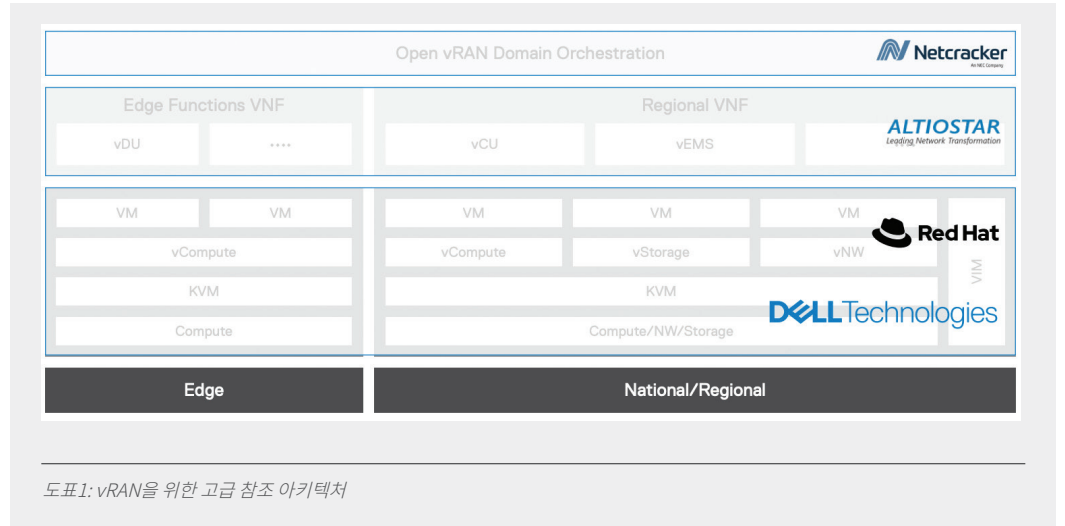 Open vRAN Domain Orchestration
Netcracker
An NEC Company
Edge Functions VNF
Regional VNF
vDU
....
vCU
vEMS
ALTIOSTAR
Leading Network Transformation
VM
VM
VM
VM
VM
Red Hat
vCompute
vCompute
vStorage
vNW
VIM
KVM
KVM
DELLTechnologies
Compute
Compute/NW/Storage
Edge
National/Regional
도표1: vRAN을 위한 고급 참조 아키텍처